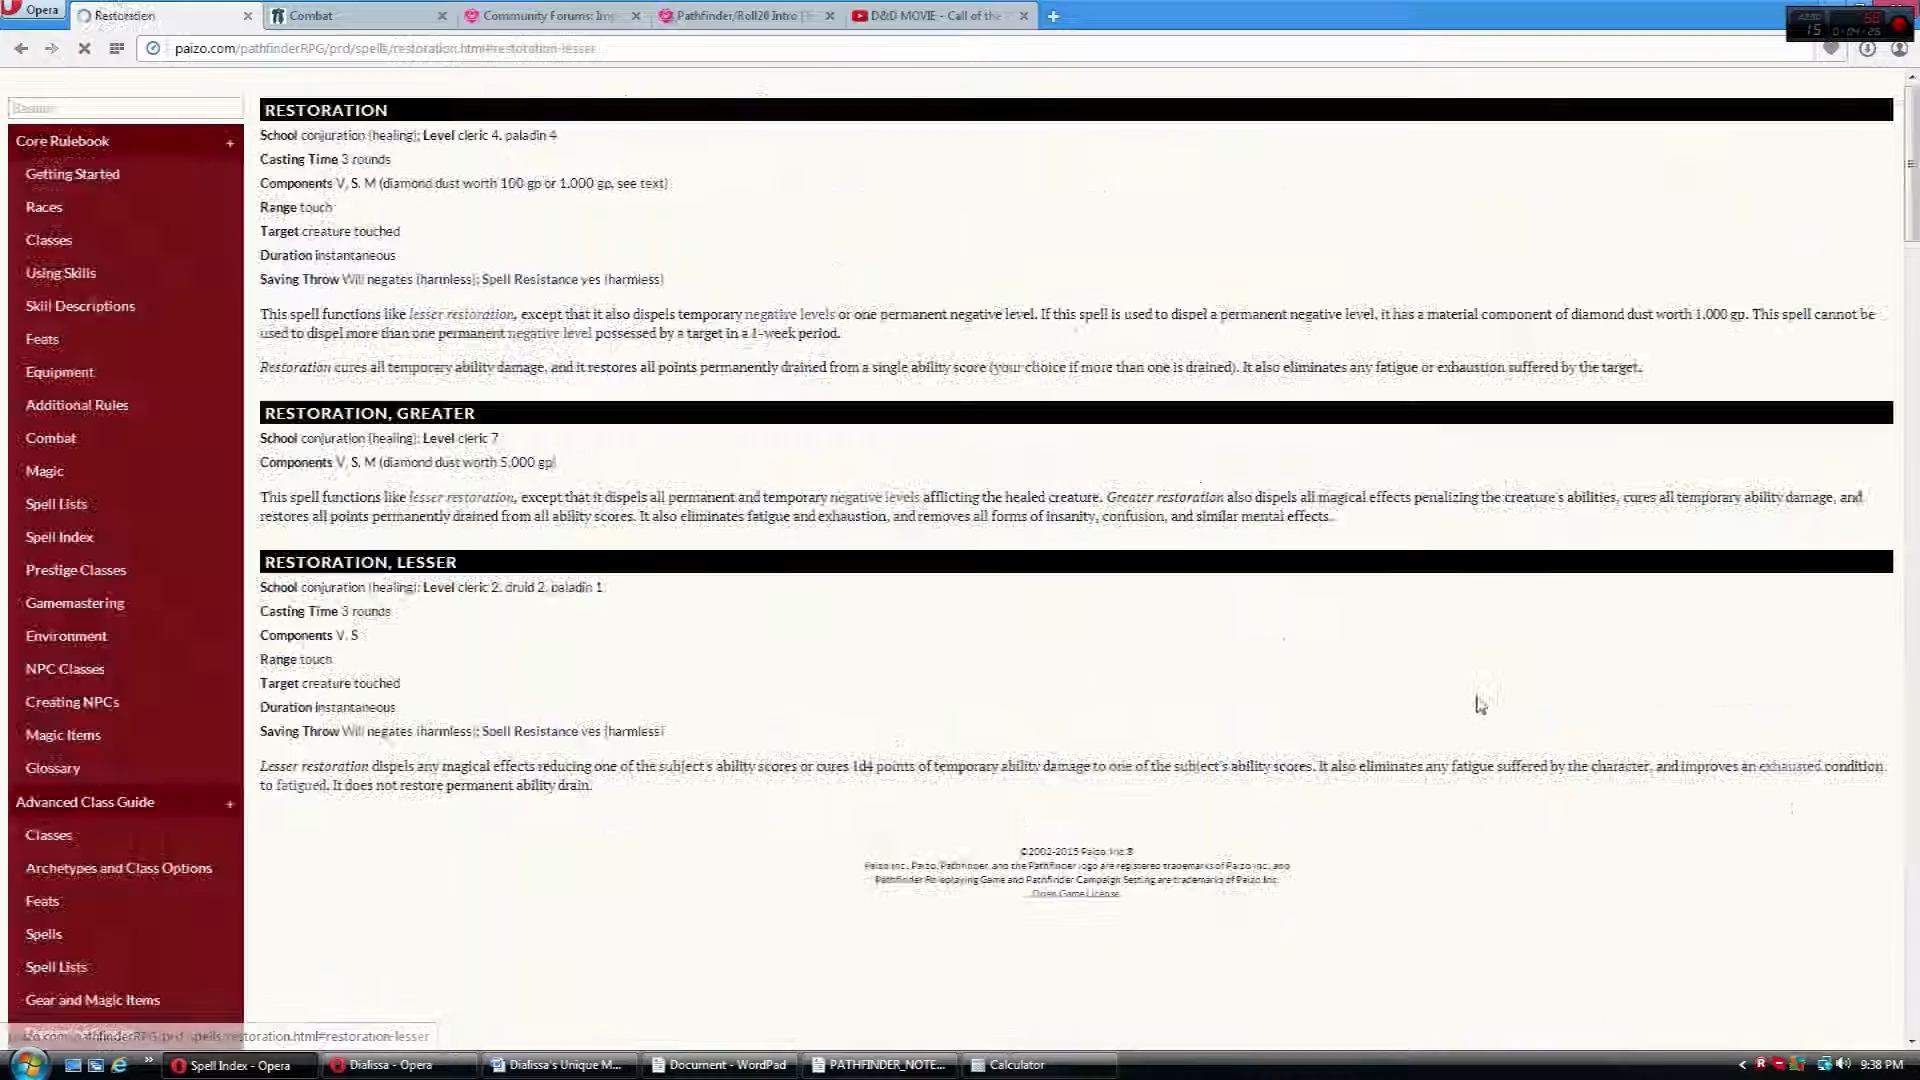 Opera
Restoration
Combat
Community Forums: Imp
Pathfinder/Roll20 Intro
D&D MOVIE - Call of the
paizo.com/pathfinderRPG/prd/spells/restoration.html#restoration-lesser
Core Rulebook +
Getting Started
Races
Classes
Using Skills
Skill Descriptions
Feats
Equipment
Additional Rules
Combat
Magic
Spell Lists
Spell Index
Prestige Classes
Gamemastering
Environment
NPC Classes
Creating NPCs
Magic Items
Glossary
Advanced Class Guide +
Classes
Archetypes and Class Options
Feats
Spells
Spell Lists
Gear and Magic Items
RESTORATION
School conjuration (healing); Level cleric 4, paladin 4
Casting Time 3 rounds
Components V, S, M (diamond dust worth 100 gp or 1,000 gp, see text)
Range touch
Target creature touched
Duration instantaneous
Saving Throw Will negates (harmless); Spell Resistance yes (harmless)
This spell functions like lesser restoration, except that it also dispels temporary negative levels or one permanent negative level. If this spell is used to dispel a permanent negative level, it has a material component of diamond dust worth 1,000 gp. This spell cannot be
used to dispel more than one permanent negative level possessed by a target in a 1-week period.
Restoration cures all temporary ability damage, and it restores all points permanently drained from a single ability score (your choice if more than one is drained). It also eliminates any fatigue or exhaustion suffered by the target.
RESTORATION, GREATER
School conjuration (healing); Level cleric 7
Components V, S, M (diamond dust worth 5,000 gp)
This spell functions like lesser restoration, except that it dispels all permanent and temporary negative levels afflicting the healed creature. Greater restoration also dispels all magical effects penalizing the creature's abilities, cures all temporary ability damage, and
restores all points permanently drained from all ability scores. It also eliminates fatigue and exhaustion, and removes all forms of insanity, confusion, and similar mental effects.
RESTORATION, LESSER
School conjuration (healing); Level cleric 2, druid 2, paladin 1
Casting Time 3 rounds
Components V, S
Range touch
Target creature touched
Duration instantaneous
Saving Throw Will negates (harmless); Spell Resistance yes (harmless)
Lesser restoration dispels any magical effects reducing one of the subject's ability scores or cures 1d4 points of temporary ability damage to one of the subject's ability scores. It also eliminates any fatigue suffered by the character, and improves an exhausted condition
to fatigued. It does not restore permanent ability drain.
©2002-2015 Paizo Inc.®
Paizo Inc., Paizo, Pathfinder, and the Pathfinder logo are registered trademarks of Paizo Inc., and
Pathfinder Roleplaying Game and Pathfinder Campaign Setting are trademarks of Paizo Inc.
Open Game License
paizo.com/pathfinderRPG/prd/spells/restoration.html#restoration-lesser
Spell Index - Opera
Dialissa - Opera
Dialissa's Unique M...
Document - WordPad
PATHFINDER_NOTE...
Calculator
9:38 PM